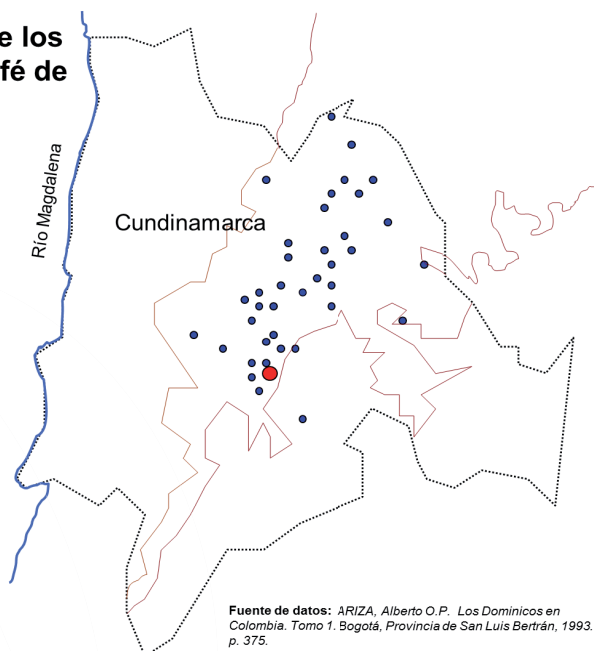 e los
fé de
Río Magdalena
Cundinamarca
Fuente de datos: ARIZA, Alberto O.P. Los Dominicos en
Colombia. Tomo 1. Bogotá, Provincia de San Luis Bertrán, 1993.
p. 375.